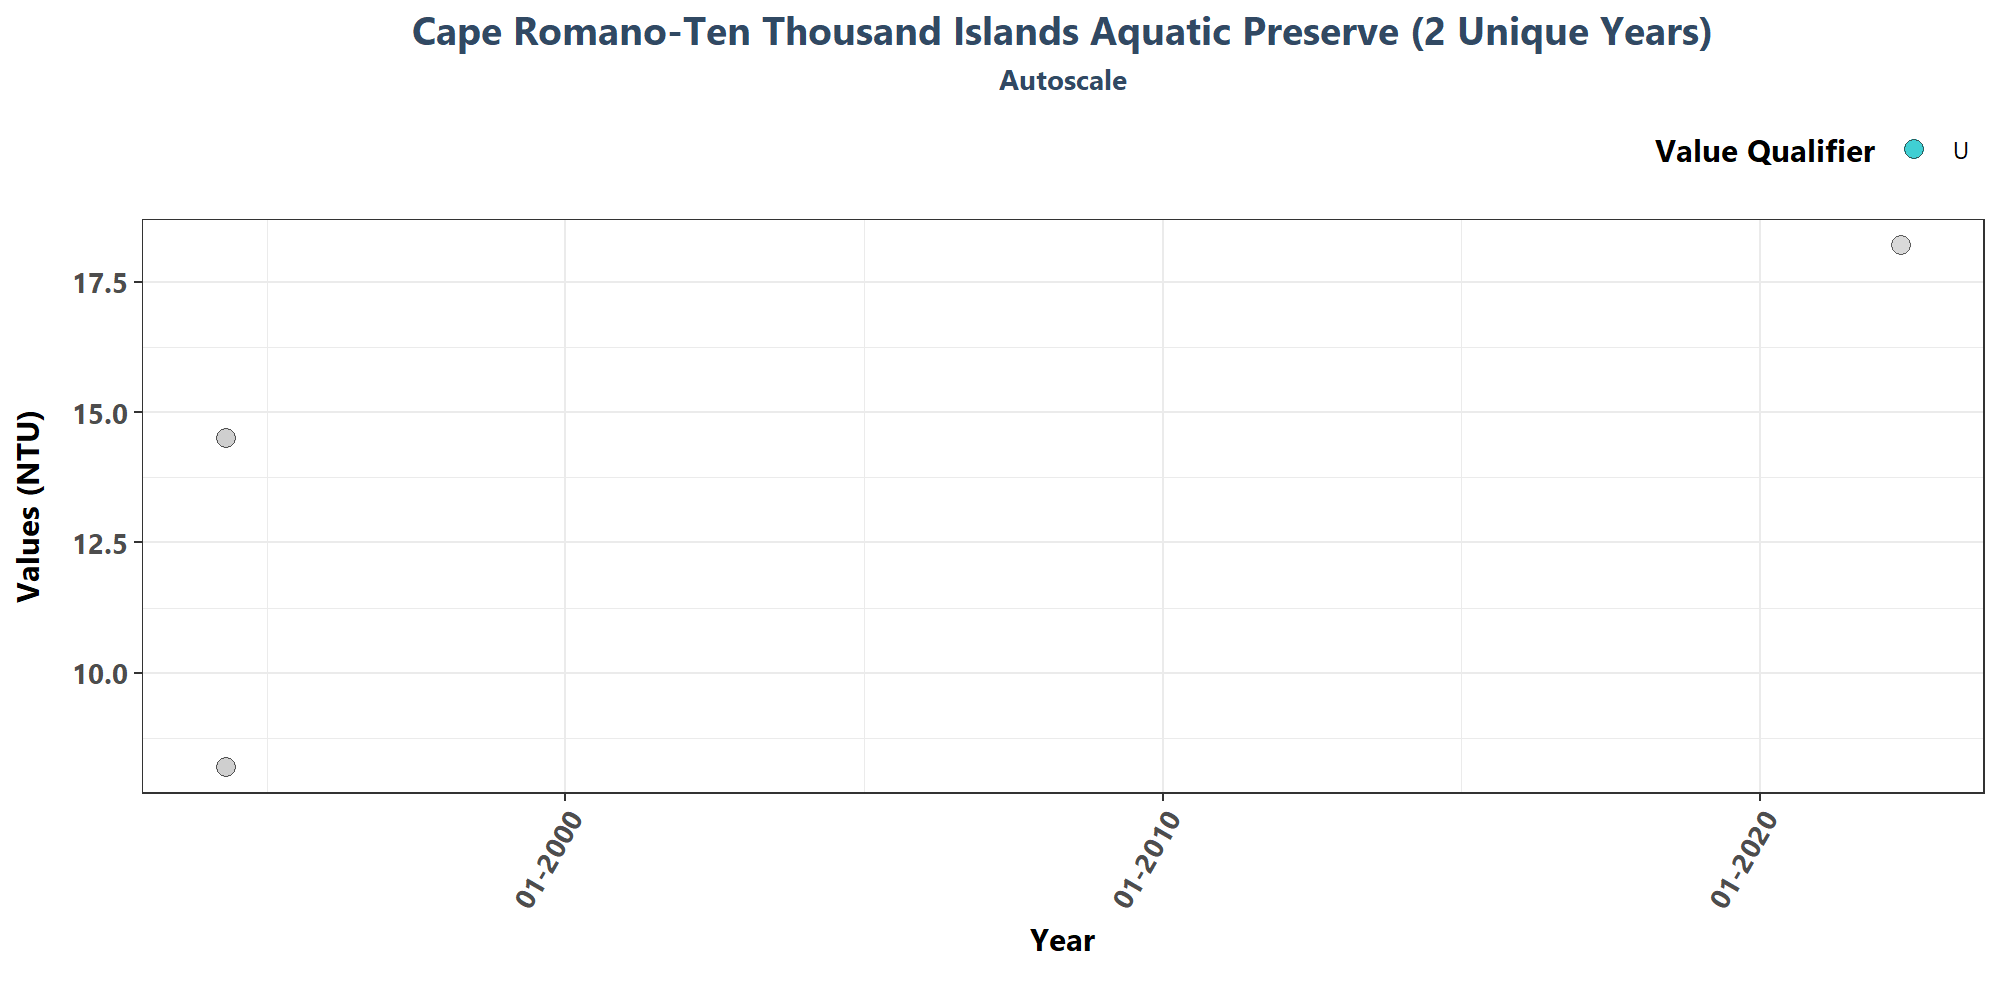 Cape Romano-Ten Thousand Islands Aquatic Preserve (2 Unique Years)
Autoscale
Value Qualifier U
17.5
15.0
12.5
10.0
Values (NTU)
01-2000
01-2010
01-2020
Year